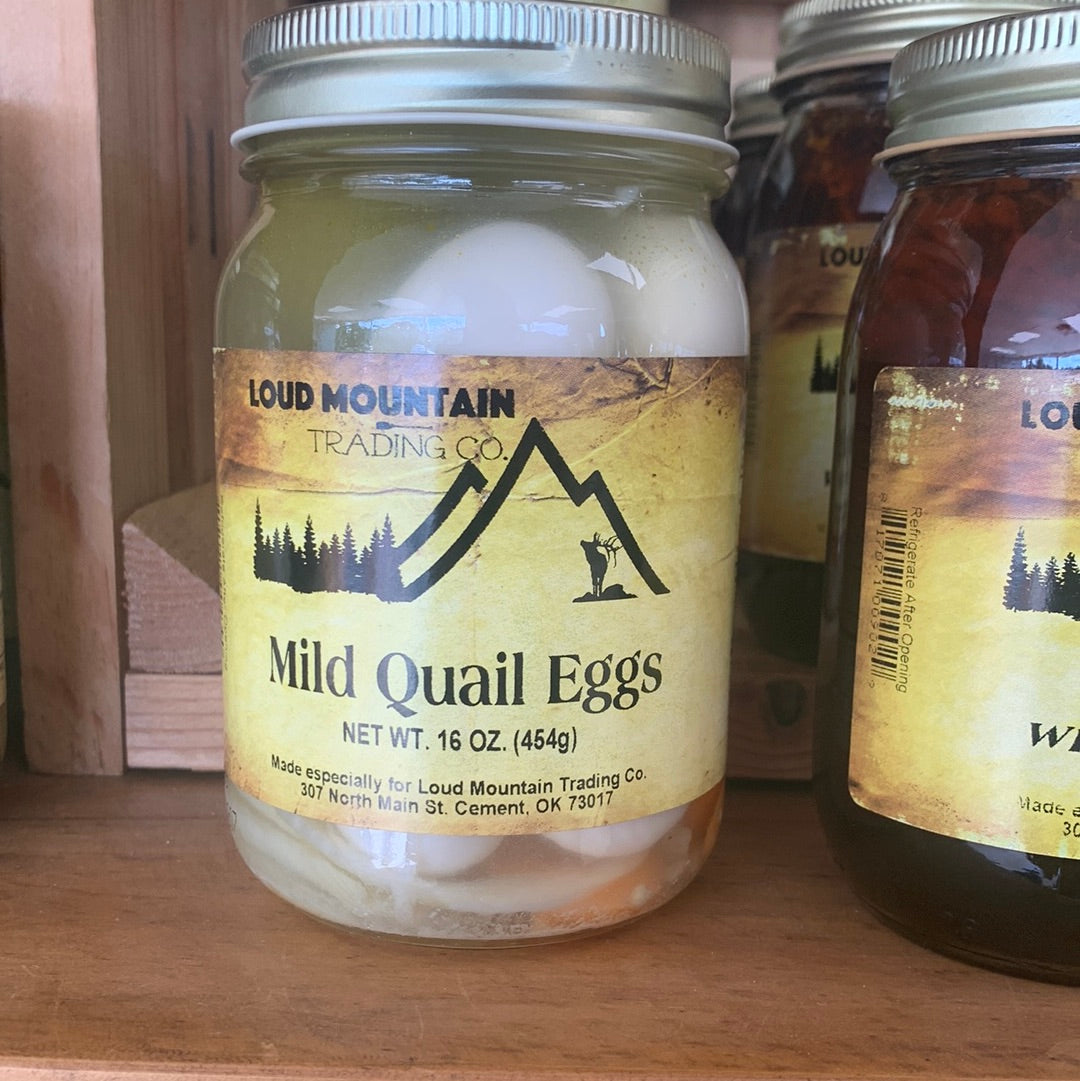 LOUD MOUNTAIN
TRADING CO.
Mild Quail Eggs
NET WT. 16 OZ. (454g)
Made especially for Loud Mountain Trading Co.
307 North Main St. Cement, OK 73017
LOU
LOU
Refrigerate After Opening
Made
30